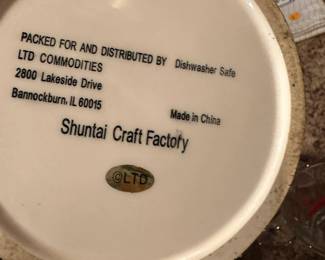 PACKED FOR AND DISTRIBUTED BY Dishwasher Safe
LTD COMMODITIES
2800 Lakeside Drive
Bannockburn, IL 60015
Made in China
Shuntai Craft Factory
©LTD